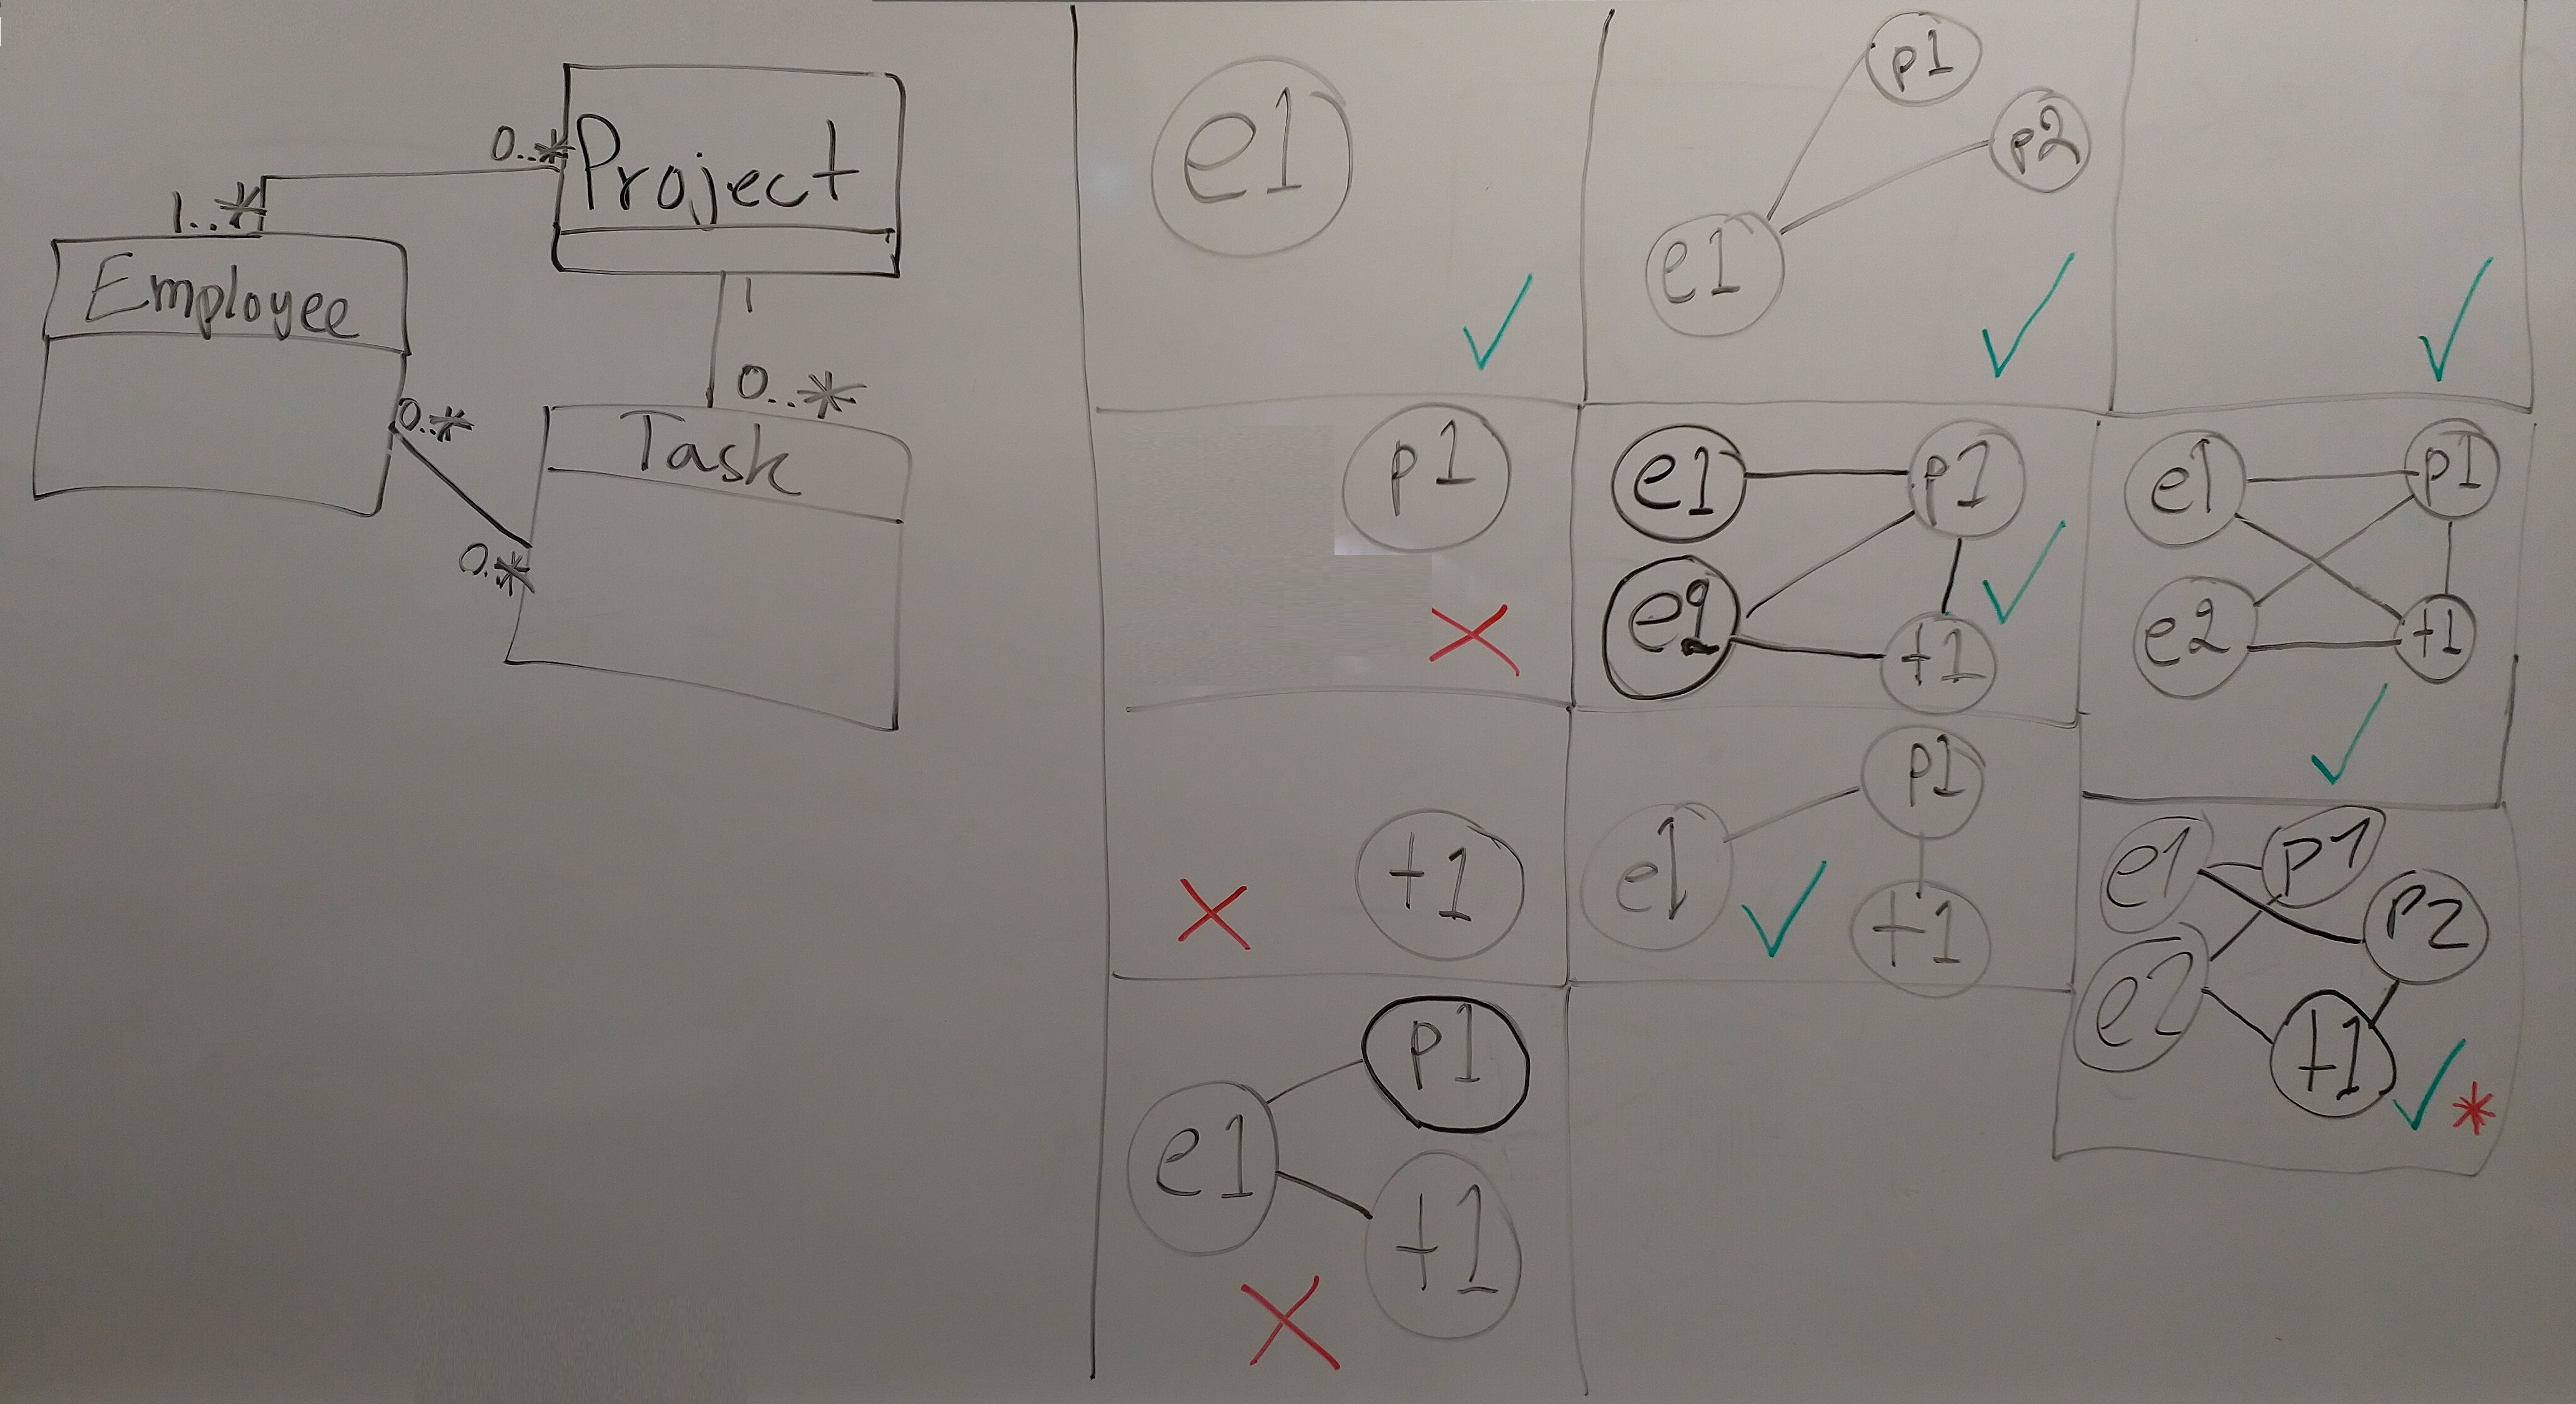 Project
0..*
1..*
Employee
1
0..*
0..*
Task
0..*
e1
✓
p1
p2
e1
✓
✓
p1
✗
e1
p1
e2
t1
✓
e1
p1
e2
t1
✓
t1
✗
p1
e1
t1
✓
e1
p1
p2
e2
t1
✓*
p1
e1
t1
✗